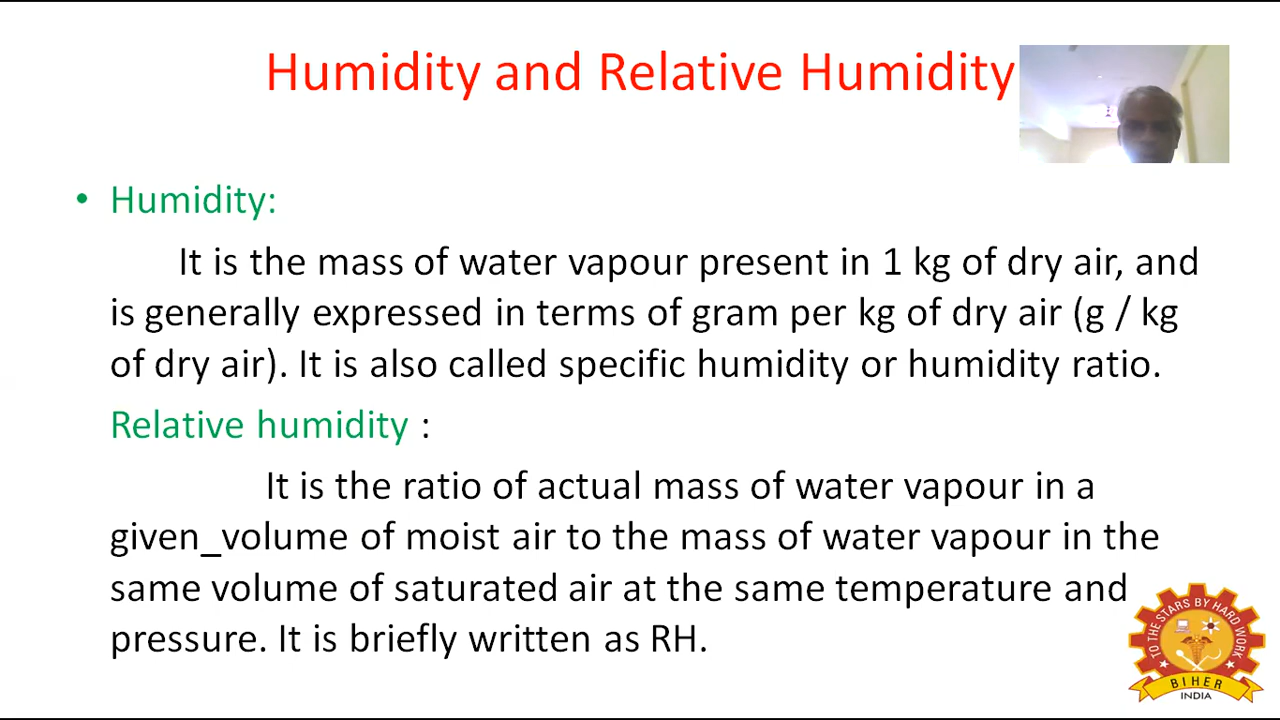 Humidity and Relative Humidity
• Humidity:
It is the mass of water vapour present in 1 kg of dry air, and
is generally expressed in terms of gram per kg of dry air (g / kg
of dry air). It is also called specific humidity or humidity ratio.
Relative humidity :
It is the ratio of actual mass of water vapour in a
given_volume of moist air to the mass of water vapour in the
same volume of saturated air at the same temperature and
pressure. It is briefly written as RH.
TO THE STARS BY HARD WORK
BIHER
INDIA